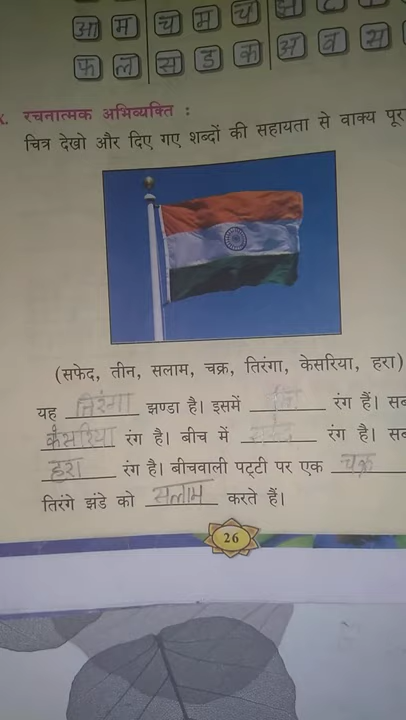 आ म च म च
फ ल स ड क अ व स
रचनात्मक अभिव्यक्ति :
चित्र देखो और दिए गए शब्दों की सहायता से वाक्य पूर
(सफेद, तीन, सलाम, चक्र, तिरंगा, केसरिया, हरा)
यह तिरंगा झण्डा है। इसमें तीन रंग हैं। सब
केसरिया रंग है। बीच में सफेद रंग है। सब
हरा रंग है। बीचवाली पट्टी पर एक चक्र
तिरंगे झंडे को सलाम करते हैं।
26